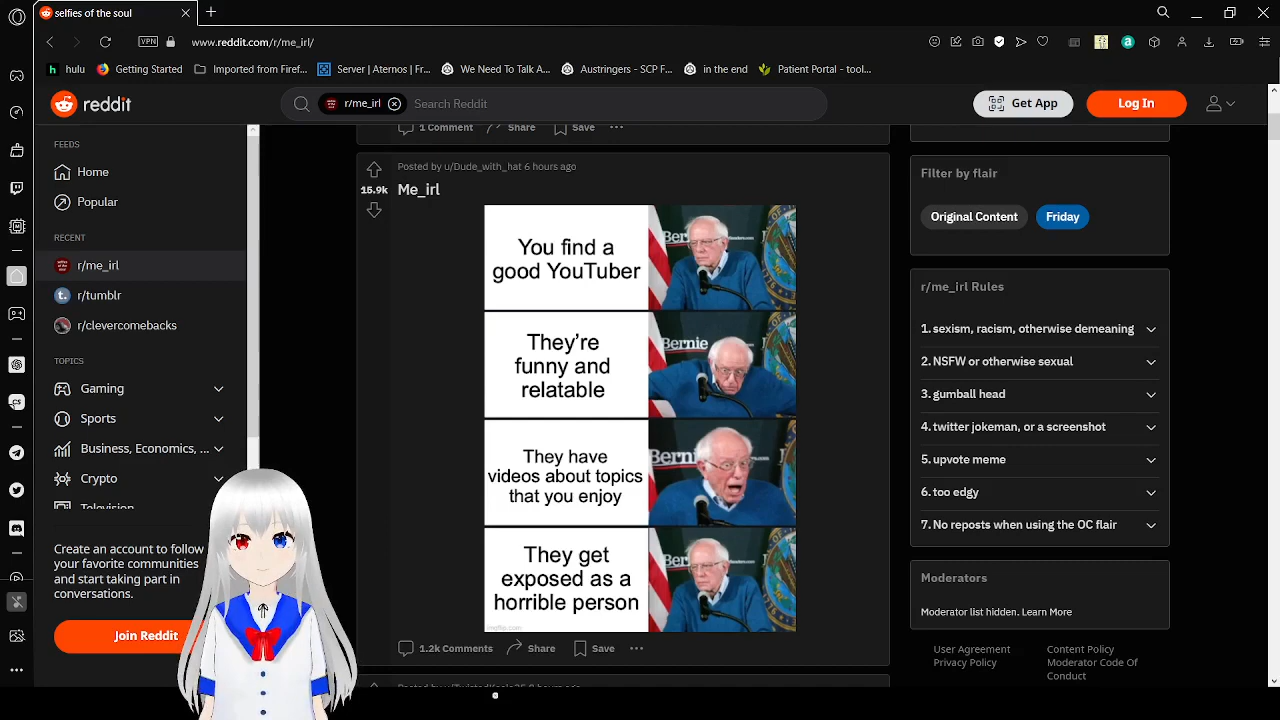 selfies of the soul
VPN
www.reddit.com/r/me_irl/
hulu
Getting Started
Imported from Firef...
Server | Aternos | Fr...
We Need To Talk A...
Austringers - SCP F...
in the end
Patient Portal - tool...
reddit
r/me_irl
Search Reddit
Get App
Log In
FEEDS
Home
Popular
RECENT
r/me_irl
r/tumblr
r/clevercomebacks
TOPICS
Gaming
Sports
Business, Economics, ...
Crypto
Television
Create an account to follow
your favorite communities
and start taking part in
conversations.
Join Reddit
1 Comment
Share
Save
Posted by u/Dude_with_hat 6 hours ago
15.9k
Me_irl
You find a
good YouTuber
Bernie
They're
funny and
relatable
Bernie
They have
videos about topics
that you enjoy
Bernie
They get
exposed as a
horrible person
Bernie
imgflip.com
1.2k Comments
Share
Save
Filter by flair
Original Content
Friday
r/me_irl Rules
1. sexism, racism, otherwise demeaning
2. NSFW or otherwise sexual
3. gumball head
4. twitter jokeman, or a screenshot
5. upvote meme
6. too edgy
7. No reposts when using the OC flair
Moderators
Moderator list hidden. Learn More
User Agreement
Privacy Policy
Content Policy
Moderator Code Of
Conduct